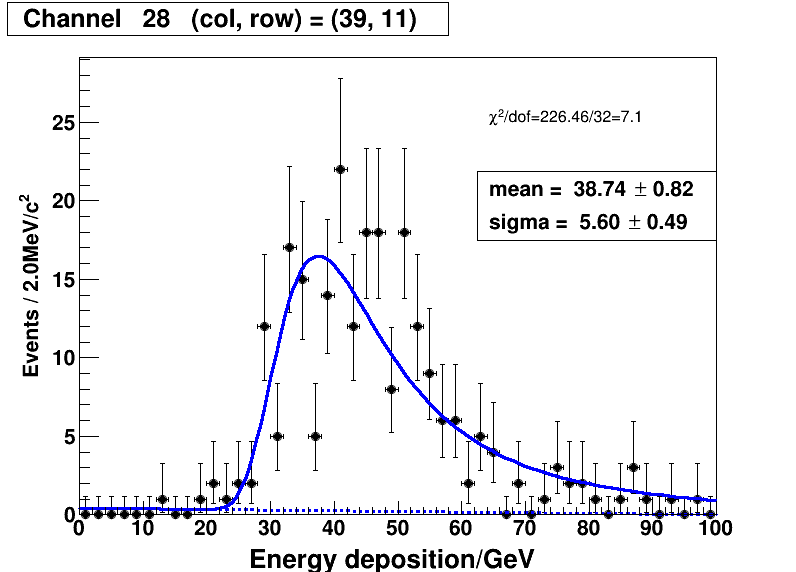 Channel 28 (col, row) = (39, 11)
χ²/dof=226.46/32=7.1
mean = 38.74 ± 0.82
sigma = 5.60 ± 0.49
Events / 2.0MeV/c²
25
20
15
10
5
0
0 10 20 30 40 50 60 70 80 90 100
Energy deposition/GeV